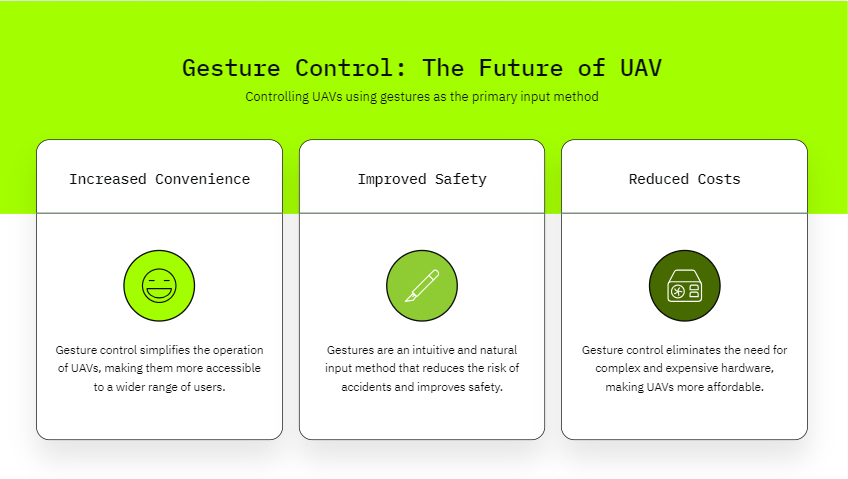 Gesture Control: The Future of UAV
Controlling UAVs using gestures as the primary input method
Increased Convenience
Improved Safety
Reduced Costs
Gesture control simplifies the operation
of UAVs, making them more accessible
to a wider range of users.
Gestures are an intuitive and natural
input method that reduces the risk of
accidents and improves safety.
Gesture control eliminates the need for
complex and expensive hardware,
making UAVs more affordable.